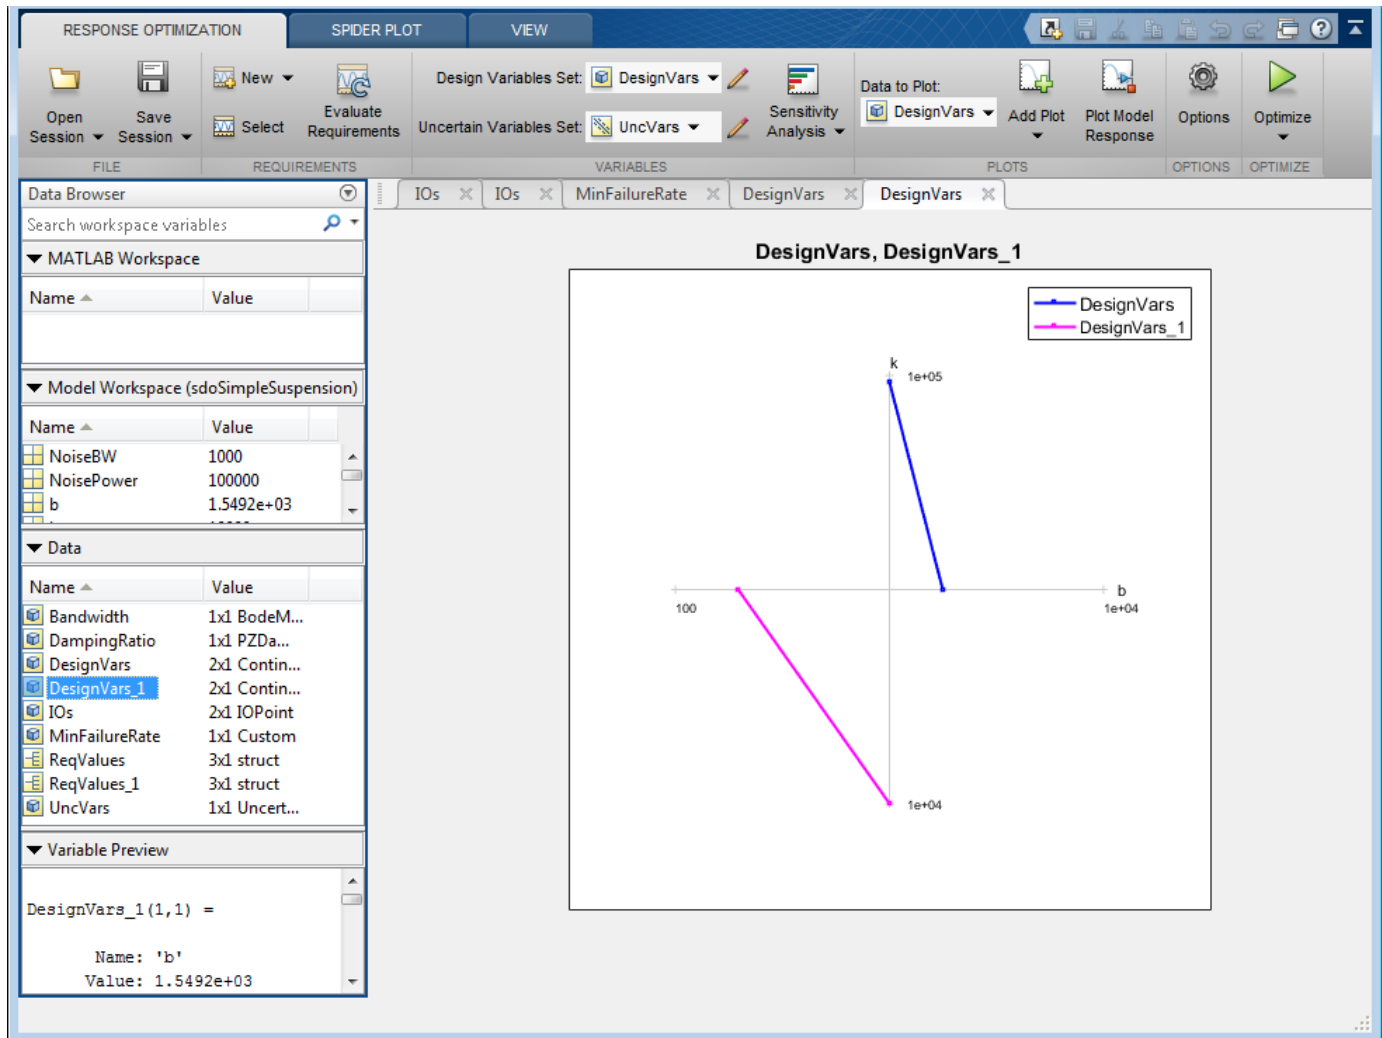 RESPONSE OPTIMIZATION SPIDER PLOT VIEW
Open Session Save Session
New
Select
Evaluate Requirements
Design Variables Set: DesignVars
Uncertain Variables Set: UncVars
Sensitivity Analysis
Data to Plot:
DesignVars
Add Plot
Plot Model Response
Options
Optimize
FILE REQUIREMENTS VARIABLES PLOTS OPTIONS OPTIMIZE
Data Browser
Search workspace variables
MATLAB Workspace
Name Value
Model Workspace (sdoSimpleSuspension)
Name Value
NoiseBW 1000
NoisePower 100000
b 1.5492e+03
Data
Name Value
Bandwidth 1x1 BodeM...
DampingRatio 1x1 PZDa...
DesignVars 2x1 Contin...
DesignVars_1 2x1 Contin...
IOs 2x1 IOPoint
MinFailureRate 1x1 Custom
ReqValues 3x1 struct
ReqValues_1 3x1 struct
UncVars 1x1 Uncert...
Variable Preview
DesignVars_1(1,1) =
Name: 'b'
Value: 1.5492e+03
IOs IOs MinFailureRate DesignVars DesignVars
DesignVars, DesignVars_1
DesignVars
DesignVars_1
k
1e+05
b
100
1e+04
1e+04